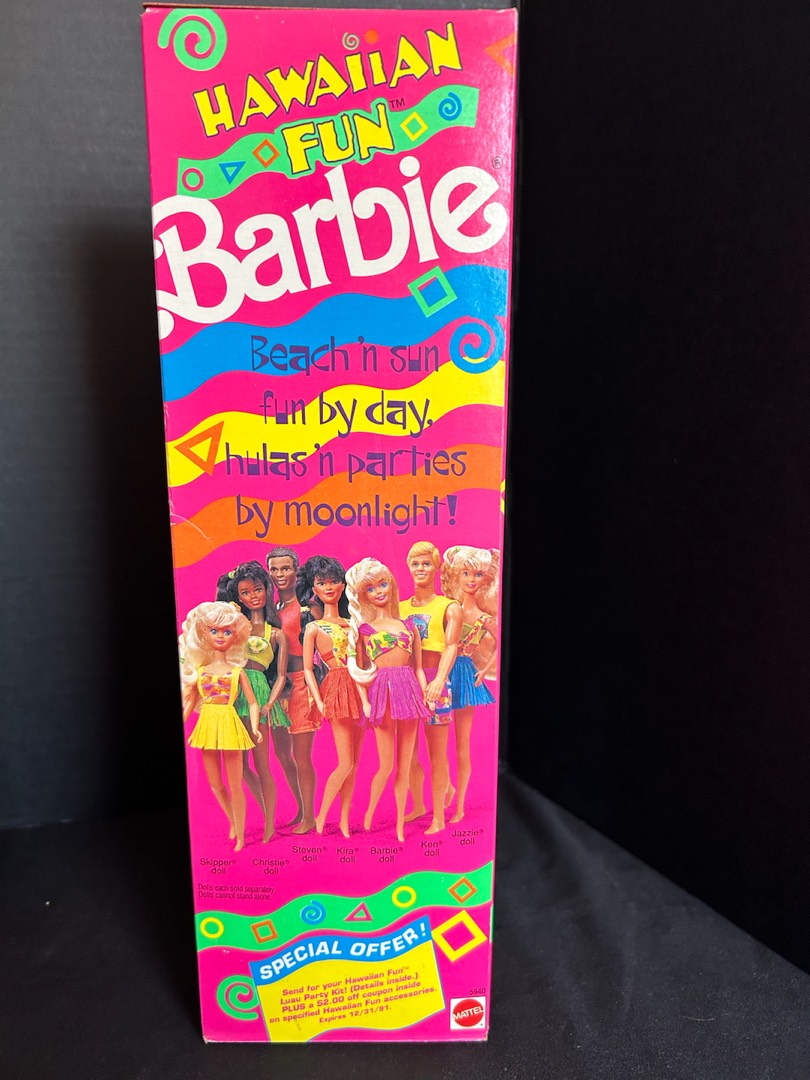 HAWAIIAN
FUN™
Barbie®
Beach 'n sun
fun by day,
hulas 'n parties
by moonlight!
Skipper® doll
Christie® doll
Steven® doll
Kira® doll
Barbie® doll
Ken® doll
Jazzie® doll
Dolls each sold separately.
Dolls cannot stand alone.
SPECIAL OFFER!
Send for your Hawaiian Fun™
Luau Party Kit! (Details inside.)
PLUS a $2.00 off coupon inside
on specified Hawaiian Fun accessories.
Expires 12/31/91.
5940
MATTEL